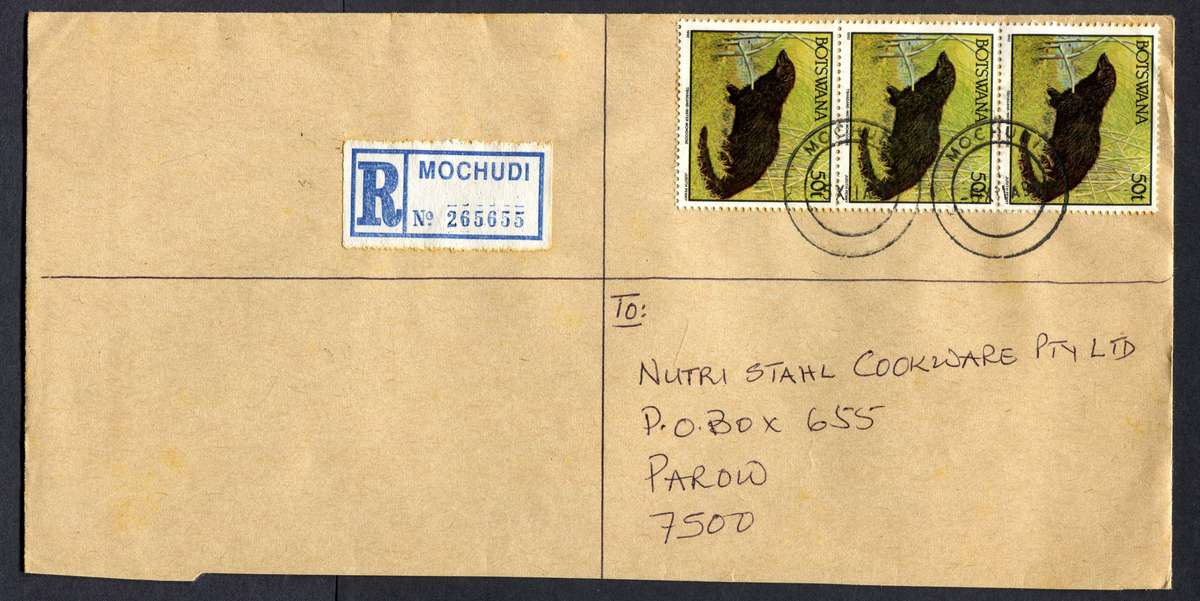 R MOCHUDI
Nº 265655
BOTSWANA
50t
BOTSWANA
50t
BOTSWANA
50t
MOCHUDI
MOCHUDI
To:
NUTRI STAHL COOKWARE PTY LTD
P.O. BOX 655
PAROW
7500